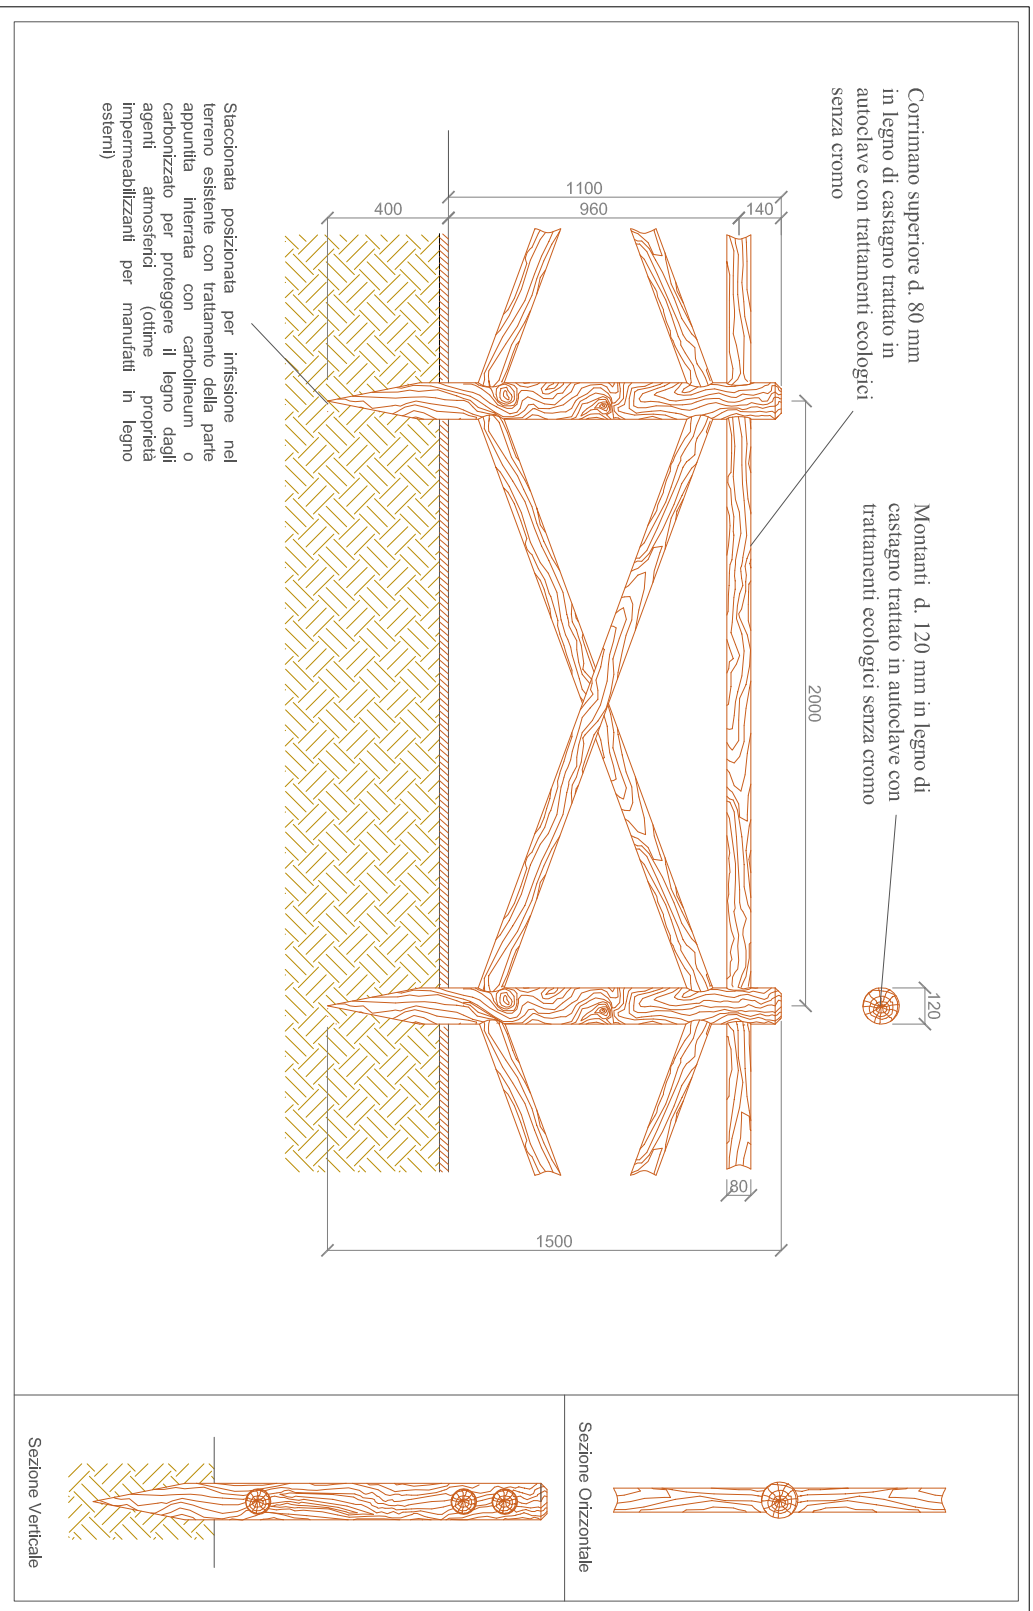 Corrimano superiore d. 80 mm
in legno di castagno trattato in
autoclave con trattamenti ecologici
senza cromo
Montanti d. 120 mm in legno di
castagno trattato in autoclave con
trattamenti ecologici senza cromo
120
2000
140
960
1100
400
80
1500
Staccionata posizionata per infissione nel
terreno esistente con trattamento della parte
appuntita interrata con carbolineum o
carbonizzato per proteggere il legno dagli
agenti atmosferici (ottime proprietà
impermeabilizzanti per manufatti in legno
esterni)
Sezione Orizzontale
Sezione Verticale